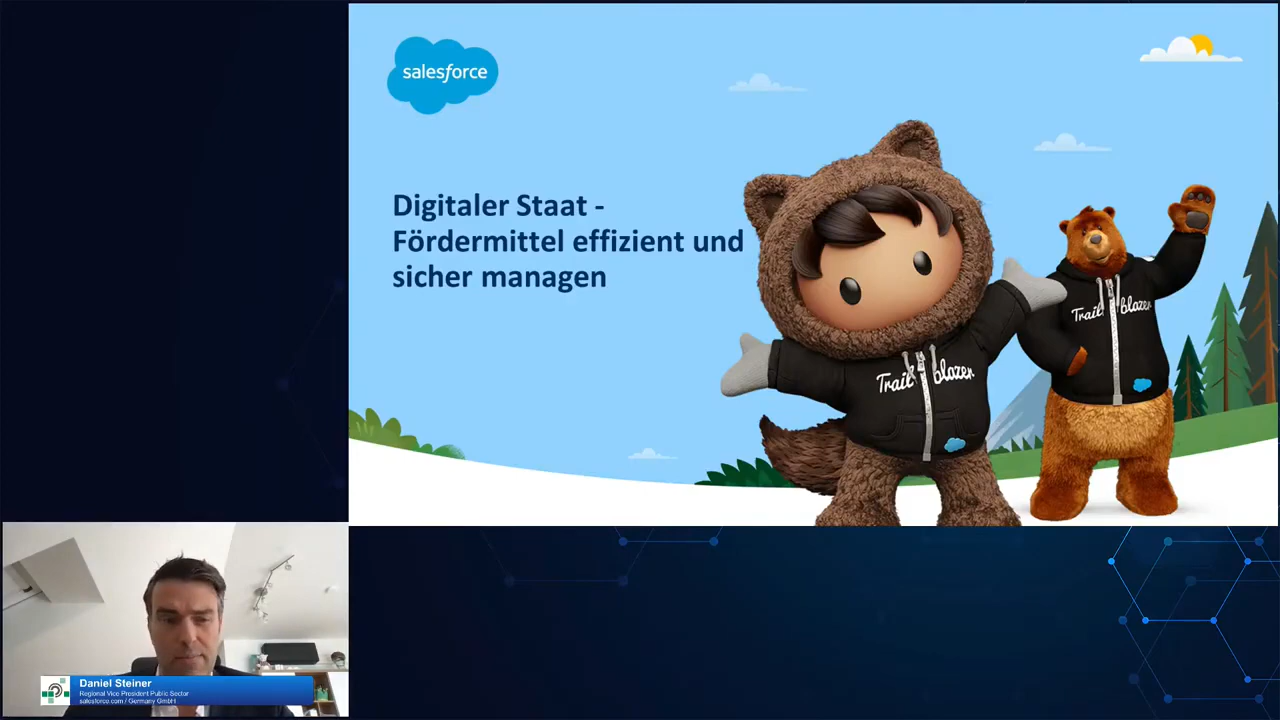 salesforce
Digitaler Staat -
Fördermittel effizient und
sicher managen
Trail blazer
Trail blazer
Daniel Steiner
Regional Vice President Public Sector
salesforce.com / Germany GmbH